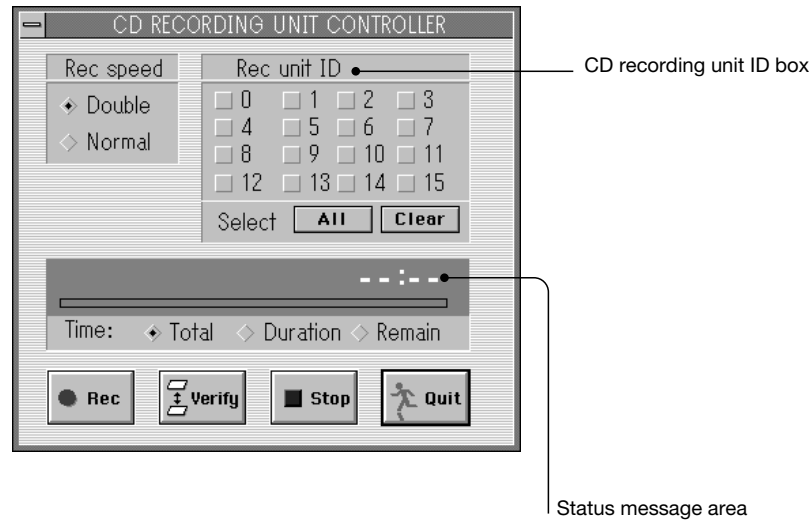 CD RECORDING UNIT CONTROLLER
Rec speed
Double
Normal
Rec unit ID
0 1 2 3
4 5 6 7
8 9 10 11
12 13 14 15
Select All Clear
CD recording unit ID box
--:--
Time: Total Duration Remain
Rec Verify Stop Quit
Status message area